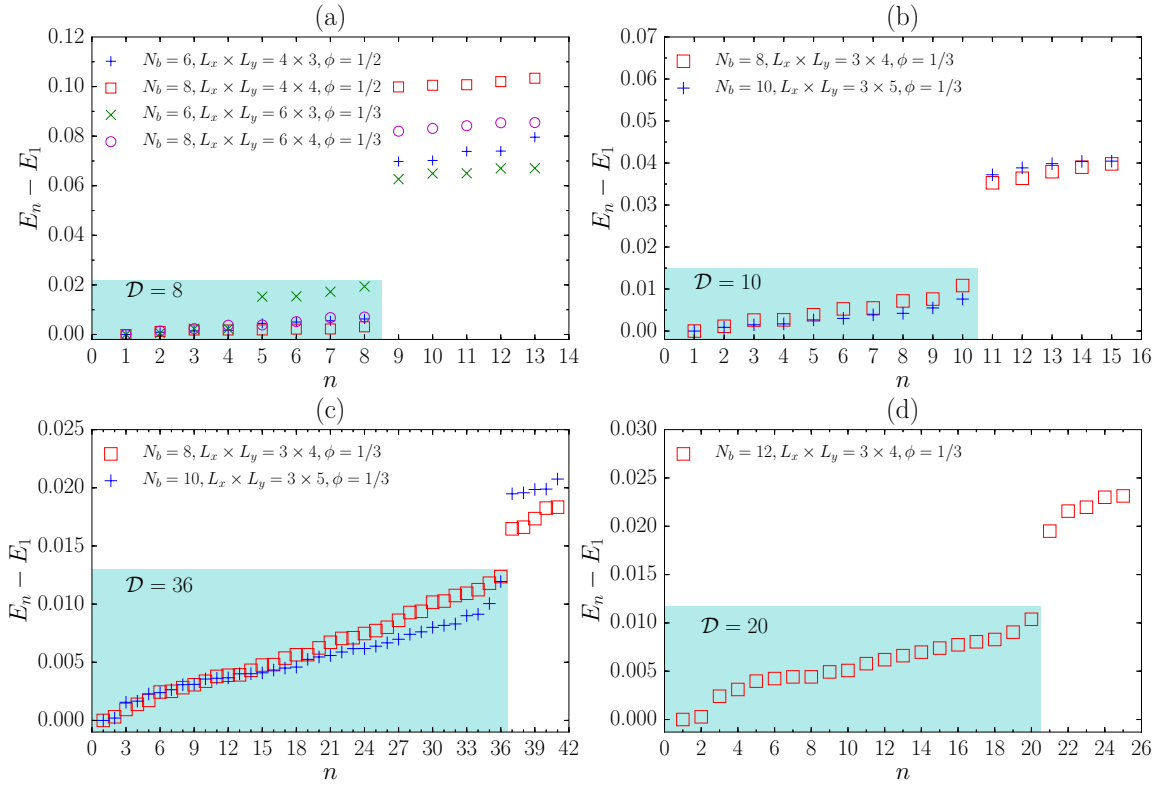 (a)
0.12
0.10
0.08
0.06
0.04
0.02
0.00
E_n − E_1
N_b = 6, L_x × L_y = 4 × 3, ϕ = 1/2
N_b = 8, L_x × L_y = 4 × 4, ϕ = 1/2
N_b = 6, L_x × L_y = 6 × 3, ϕ = 1/3
N_b = 8, L_x × L_y = 6 × 4, ϕ = 1/3
𝒟 = 8
0 1 2 3 4 5 6 7 8 9 10 11 12 13 14
n
(b)
0.07
0.06
0.05
0.04
0.03
0.02
0.01
0.00
E_n − E_1
N_b = 8, L_x × L_y = 3 × 4, ϕ = 1/3
N_b = 10, L_x × L_y = 3 × 5, ϕ = 1/3
𝒟 = 10
0 1 2 3 4 5 6 7 8 9 10 11 12 13 14 15 16
n
(c)
0.025
0.020
0.015
0.010
0.005
0.000
E_n − E_1
N_b = 8, L_x × L_y = 3 × 4, ϕ = 1/3
N_b = 10, L_x × L_y = 3 × 5, ϕ = 1/3
𝒟 = 36
0 3 6 9 12 15 18 21 24 27 30 33 36 39 42
n
(d)
0.030
0.025
0.020
0.015
0.010
0.005
0.000
E_n − E_1
N_b = 12, L_x × L_y = 3 × 4, ϕ = 1/3
𝒟 = 20
0 2 4 6 8 10 12 14 16 18 20 22 24 26
n